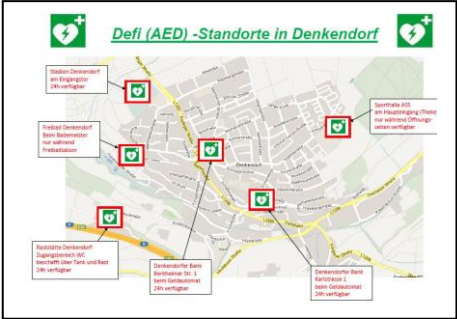 Defi (AED) -Standorte in Denkendorf
Stadion Denkendorf
am Eingangstor
24h verfügbar
Sporthalle ASS
am Haupteingang (Theke)
nur während Öffnungs-
zeiten verfügbar
Freibad Denkendorf
Beim Bademeister
nur während
Freibadsaison
Denkendorf
Raststätte Denkendorf
Zugangsbereich WC
beschafft über Tank und Rast
24h verfügbar
Denkendorfer Bank
Berkheimer Str. 1
beim Geldautomat
24h verfügbar
Denkendorfer Bank
Karlstrasse 1
beim Geldautomat
24h verfügbar